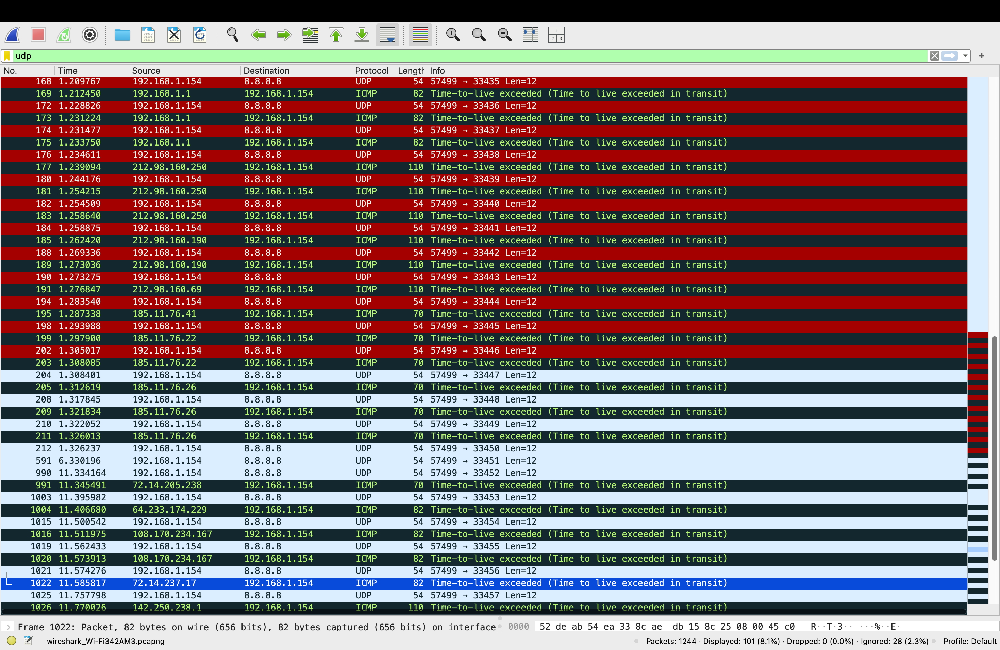 udp
No. Time Source Destination Protocol Length Info
168 1.209767 192.168.1.154 8.8.8.8 UDP 54 57499 → 33435 Len=12
169 1.212450 192.168.1.1 192.168.1.154 ICMP 82 Time-to-live exceeded (Time to live exceeded in transit)
172 1.228826 192.168.1.154 8.8.8.8 UDP 54 57499 → 33436 Len=12
173 1.231224 192.168.1.1 192.168.1.154 ICMP 82 Time-to-live exceeded (Time to live exceeded in transit)
174 1.231477 192.168.1.154 8.8.8.8 UDP 54 57499 → 33437 Len=12
175 1.233750 192.168.1.1 192.168.1.154 ICMP 82 Time-to-live exceeded (Time to live exceeded in transit)
176 1.234611 192.168.1.154 8.8.8.8 UDP 54 57499 → 33438 Len=12
177 1.239094 212.98.160.250 192.168.1.154 ICMP 110 Time-to-live exceeded (Time to live exceeded in transit)
180 1.244176 192.168.1.154 8.8.8.8 UDP 54 57499 → 33439 Len=12
181 1.254215 212.98.160.250 192.168.1.154 ICMP 110 Time-to-live exceeded (Time to live exceeded in transit)
182 1.254509 192.168.1.154 8.8.8.8 UDP 54 57499 → 33440 Len=12
183 1.258640 212.98.160.250 192.168.1.154 ICMP 110 Time-to-live exceeded (Time to live exceeded in transit)
184 1.258875 192.168.1.154 8.8.8.8 UDP 54 57499 → 33441 Len=12
185 1.262420 212.98.160.190 192.168.1.154 ICMP 110 Time-to-live exceeded (Time to live exceeded in transit)
188 1.269336 192.168.1.154 8.8.8.8 UDP 54 57499 → 33442 Len=12
189 1.273036 212.98.160.190 192.168.1.154 ICMP 110 Time-to-live exceeded (Time to live exceeded in transit)
190 1.273275 192.168.1.154 8.8.8.8 UDP 54 57499 → 33443 Len=12
191 1.276847 212.98.160.69 192.168.1.154 ICMP 110 Time-to-live exceeded (Time to live exceeded in transit)
194 1.283540 192.168.1.154 8.8.8.8 UDP 54 57499 → 33444 Len=12
195 1.287338 185.11.76.41 192.168.1.154 ICMP 70 Time-to-live exceeded (Time to live exceeded in transit)
198 1.293988 192.168.1.154 8.8.8.8 UDP 54 57499 → 33445 Len=12
199 1.297900 185.11.76.22 192.168.1.154 ICMP 70 Time-to-live exceeded (Time to live exceeded in transit)
202 1.305017 192.168.1.154 8.8.8.8 UDP 54 57499 → 33446 Len=12
203 1.308085 185.11.76.22 192.168.1.154 ICMP 70 Time-to-live exceeded (Time to live exceeded in transit)
204 1.308401 192.168.1.154 8.8.8.8 UDP 54 57499 → 33447 Len=12
205 1.312619 185.11.76.26 192.168.1.154 ICMP 70 Time-to-live exceeded (Time to live exceeded in transit)
208 1.317845 192.168.1.154 8.8.8.8 UDP 54 57499 → 33448 Len=12
209 1.321834 185.11.76.26 192.168.1.154 ICMP 70 Time-to-live exceeded (Time to live exceeded in transit)
210 1.322052 192.168.1.154 8.8.8.8 UDP 54 57499 → 33449 Len=12
211 1.326013 185.11.76.26 192.168.1.154 ICMP 70 Time-to-live exceeded (Time to live exceeded in transit)
212 1.326237 192.168.1.154 8.8.8.8 UDP 54 57499 → 33450 Len=12
591 6.330196 192.168.1.154 8.8.8.8 UDP 54 57499 → 33451 Len=12
990 11.334164 192.168.1.154 8.8.8.8 UDP 54 57499 → 33452 Len=12
991 11.345491 72.14.205.238 192.168.1.154 ICMP 70 Time-to-live exceeded (Time to live exceeded in transit)
1003 11.395982 192.168.1.154 8.8.8.8 UDP 54 57499 → 33453 Len=12
1004 11.406680 64.233.174.229 192.168.1.154 ICMP 82 Time-to-live exceeded (Time to live exceeded in transit)
1015 11.500542 192.168.1.154 8.8.8.8 UDP 54 57499 → 33454 Len=12
1016 11.511975 108.170.234.167 192.168.1.154 ICMP 82 Time-to-live exceeded (Time to live exceeded in transit)
1019 11.562433 192.168.1.154 8.8.8.8 UDP 54 57499 → 33455 Len=12
1020 11.573913 108.170.234.167 192.168.1.154 ICMP 82 Time-to-live exceeded (Time to live exceeded in transit)
1021 11.574276 192.168.1.154 8.8.8.8 UDP 54 57499 → 33456 Len=12
1022 11.585817 72.14.237.17 192.168.1.154 ICMP 82 Time-to-live exceeded (Time to live exceeded in transit)
1025 11.757798 192.168.1.154 8.8.8.8 UDP 54 57499 → 33457 Len=12
1026 11.770026 142.250.238.1 192.168.1.154 ICMP 110 Time-to-live exceeded (Time to live exceeded in transit)
Frame 1022: Packet, 82 bytes on wire (656 bits), 82 bytes captured (656 bits) on interface
0000 52 de ab 54 ea 33 8c ae db 15 8c 25 08 00 45 c0 R··T·3·· ···%··E·
wireshark_Wi-Fi342AM3.pcapng
Packets: 1244 · Displayed: 101 (8.1%) · Dropped: 0 (0.0%) · Ignored: 28 (2.3%)
Profile: Default